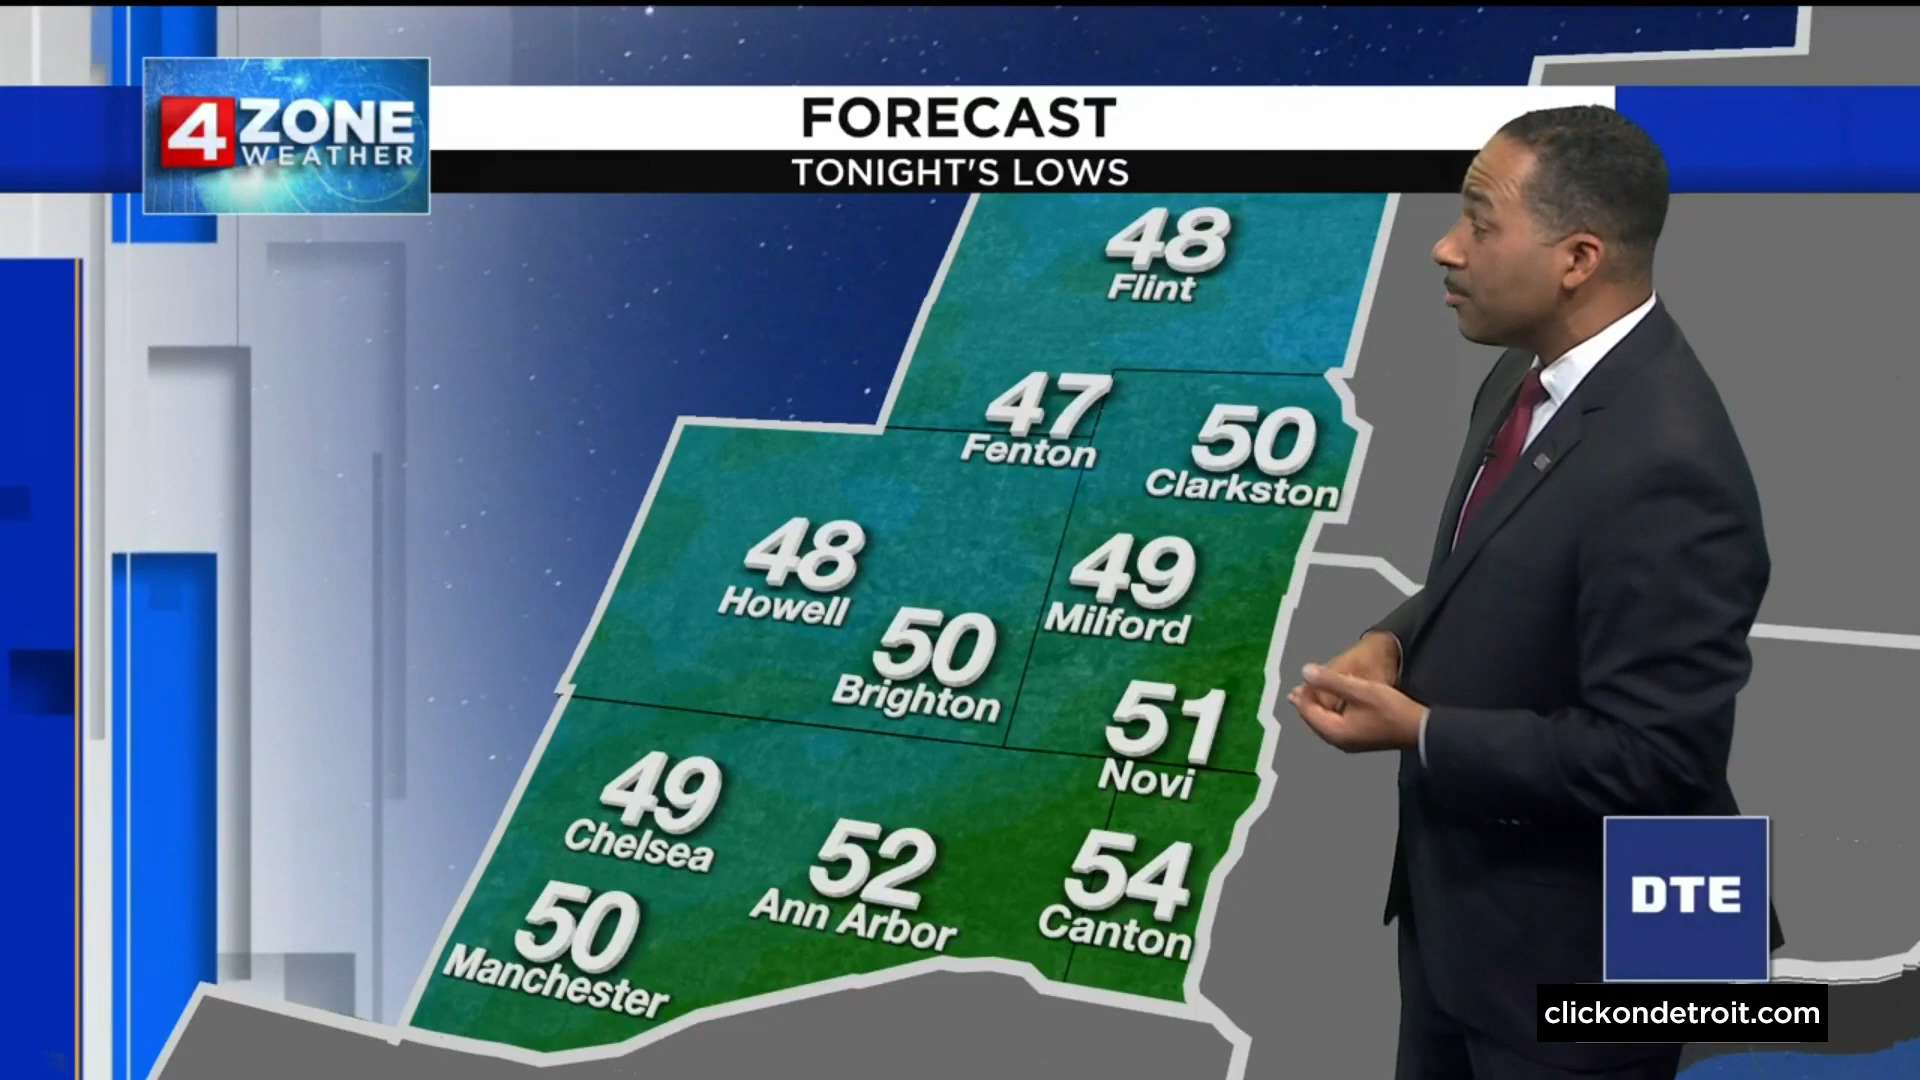 4 ZONE
WEATHER
FORECAST
TONIGHT'S LOWS
48
Flint
47
Fenton
50
Clarkston
48
Howell
49
Milford
50
Brighton
51
Novi
49
Chelsea
52
Ann Arbor
54
Canton
50
Manchester
DTE
clickondetroit.com